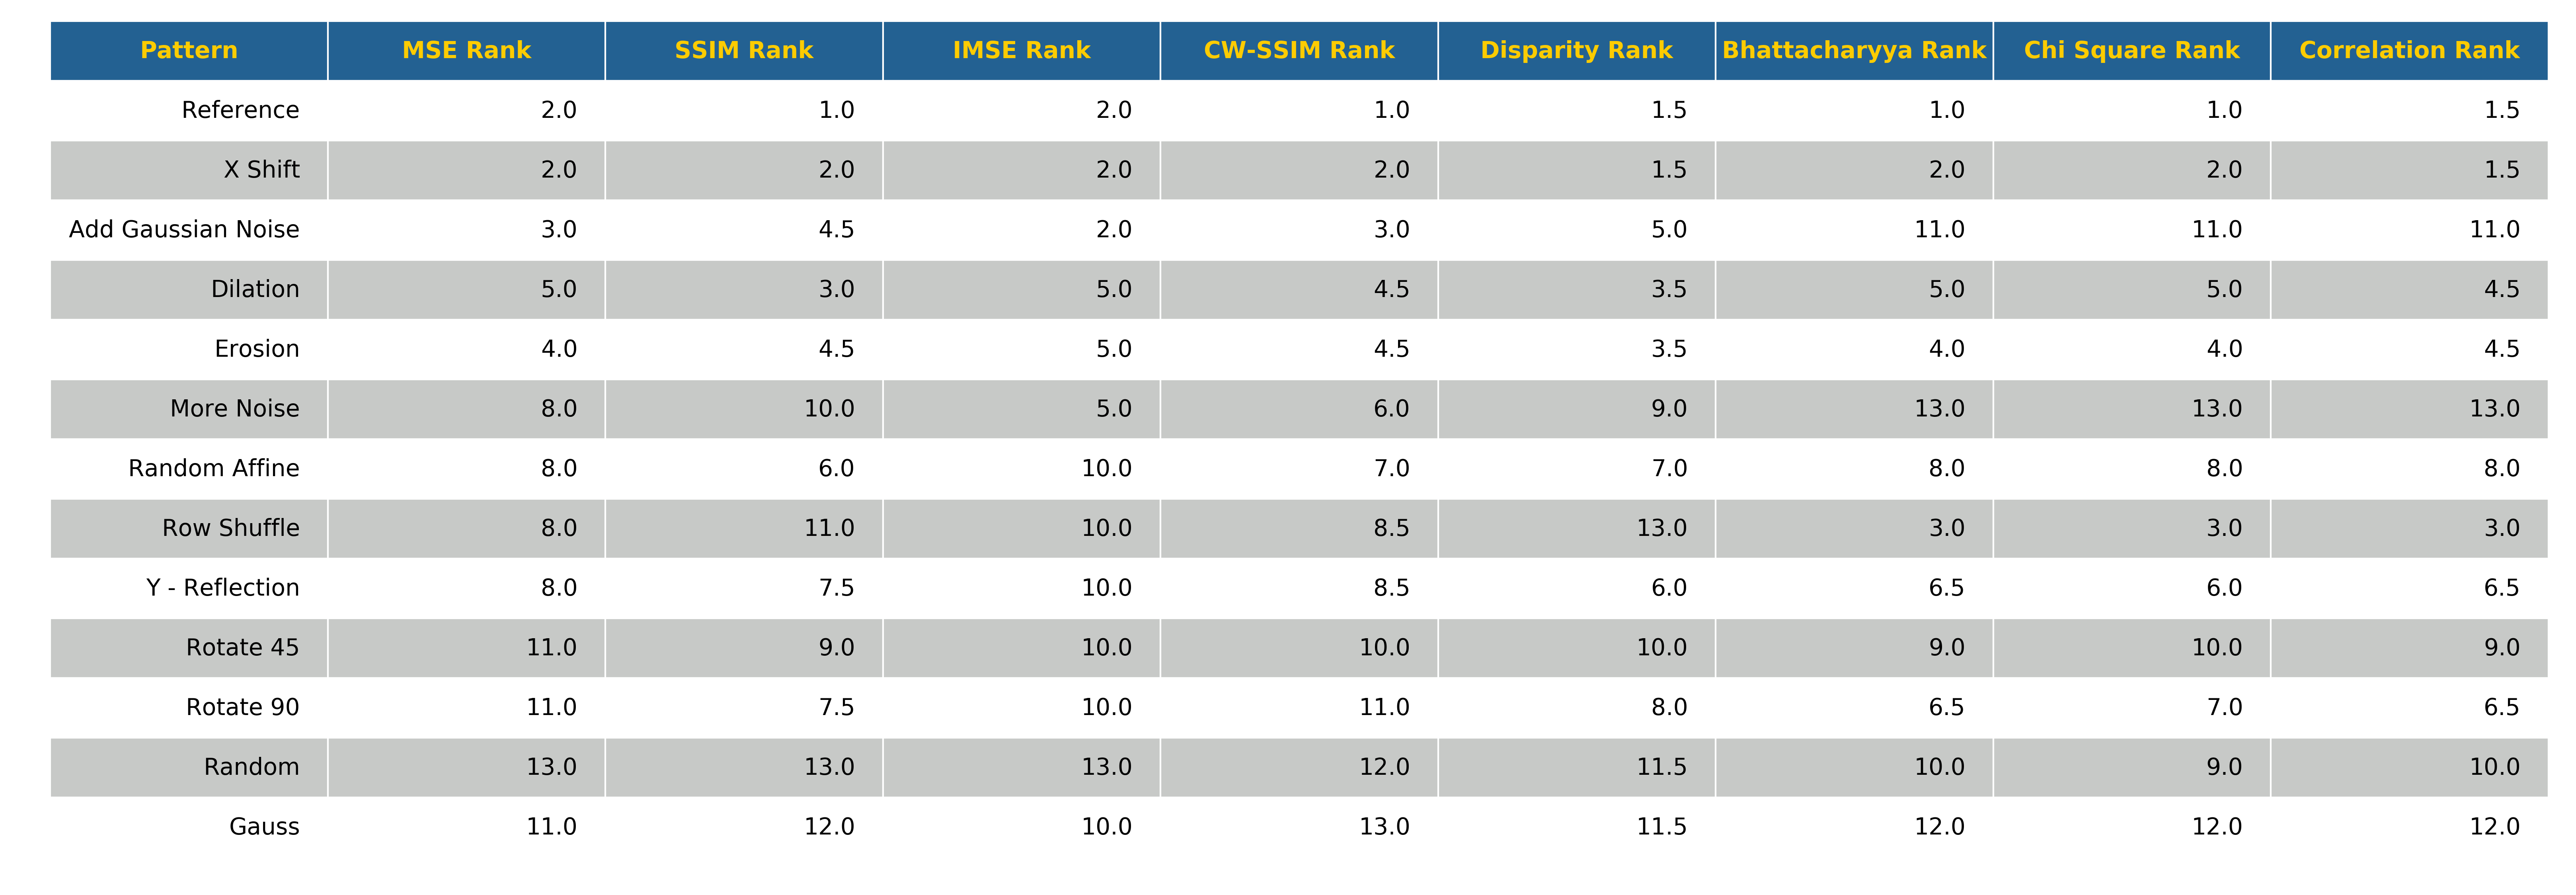 Pattern MSE Rank SSIM Rank IMSE Rank CW-SSIM Rank Disparity Rank Bhattacharyya Rank Chi Square Rank Correlation Rank
Reference 2.0 1.0 2.0 1.0 1.5 1.0 1.0 1.5
X Shift 2.0 2.0 2.0 2.0 1.5 2.0 2.0 1.5
Add Gaussian Noise 3.0 4.5 2.0 3.0 5.0 11.0 11.0 11.0
Dilation 5.0 3.0 5.0 4.5 3.5 5.0 5.0 4.5
Erosion 4.0 4.5 5.0 4.5 3.5 4.0 4.0 4.5
More Noise 8.0 10.0 5.0 6.0 9.0 13.0 13.0 13.0
Random Affine 8.0 6.0 10.0 7.0 7.0 8.0 8.0 8.0
Row Shuffle 8.0 11.0 10.0 8.5 13.0 3.0 3.0 3.0
Y - Reflection 8.0 7.5 10.0 8.5 6.0 6.5 6.0 6.5
Rotate 45 11.0 9.0 10.0 10.0 10.0 9.0 10.0 9.0
Rotate 90 11.0 7.5 10.0 11.0 8.0 6.5 7.0 6.5
Random 13.0 13.0 13.0 12.0 11.5 10.0 9.0 10.0
Gauss 11.0 12.0 10.0 13.0 11.5 12.0 12.0 12.0